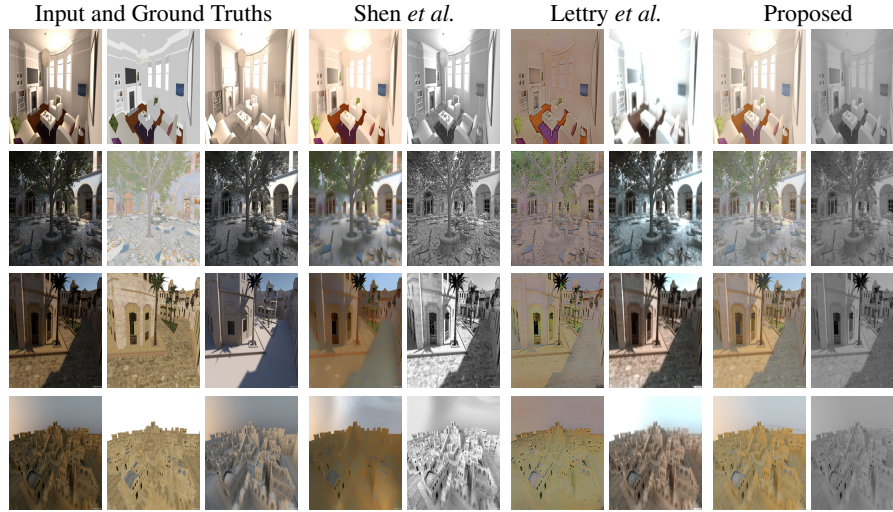 Input and Ground Truths Shen et al. Lettry et al. Proposed